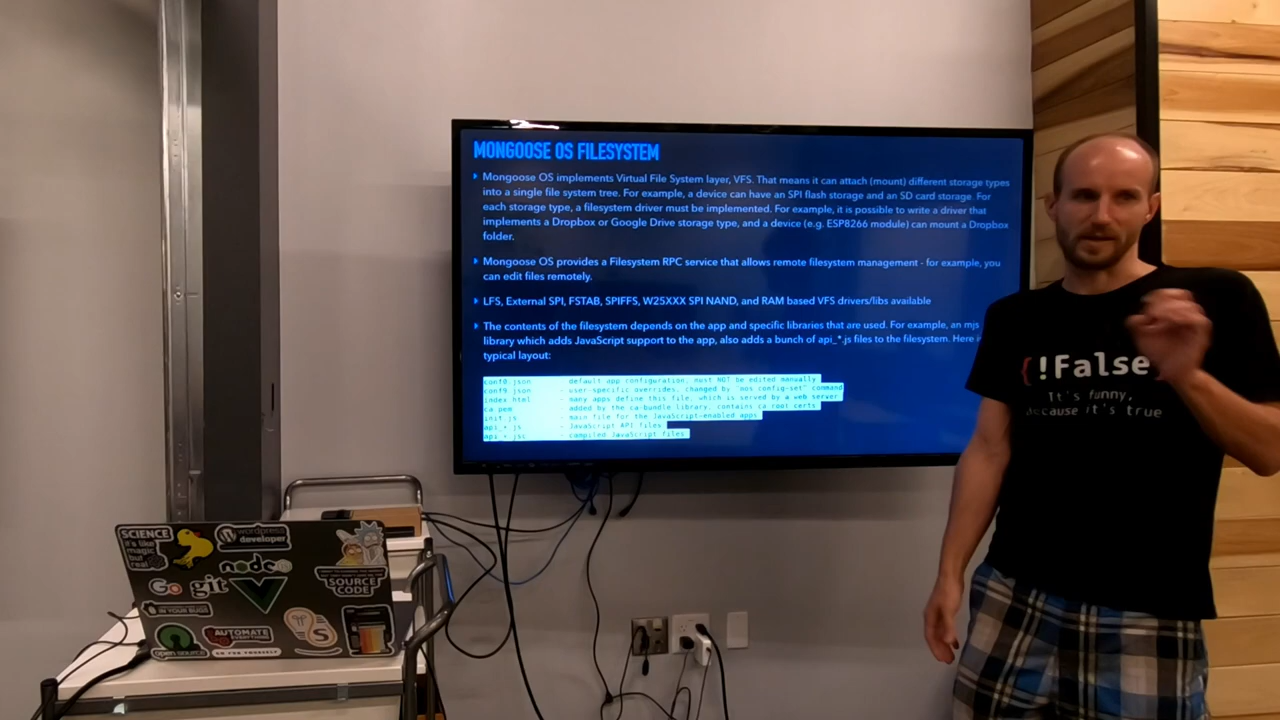 MONGOOSE OS FILESYSTEM
Mongoose OS implements Virtual File System layer, VFS. That means it can attach (mount) different storage types
into a single file system tree. For example, a device can have an SPI flash storage and an SD card storage. For
each storage type, a filesystem driver must be implemented. For example, it is possible to write a driver that
implements a Dropbox or Google Drive storage type, and a device (e.g. ESP8266 module) can mount a Dropbox
folder.
Mongoose OS provides a Filesystem RPC service that allows remote filesystem management - for example, you
can edit files remotely.
LFS, External SPI, FSTAB, SPIFFS, W25XXX SPI NAND, and RAM based VFS drivers/libs available
The contents of the filesystem depends on the app and specific libraries that are used. For example, an mjs
library which adds JavaScript support to the app, also adds a bunch of api_*.js files to the filesystem. Here
typical layout:
conf0.json - default app configuration, must NOT be edited manually
conf9.json - user-specific overrides, changed by "mos config-set" command
index.html - many apps define this file, which is served by a web server
ca.pem - added by the ca-bundle library, contains ca root certs
init.js - main file for the JavaScript-enabled apps
api_*.js - JavaScript API files
api_*.jsc - compiled JavaScript files
{!False
It's funny,
because it's true
SCIENCE
it's like
magic
but real
wordpress
developer
node
Go
git
SOURCE
CODE
IN YOUR BUGS
open source
AUTOMATE
EVERYTHING
GO FOR YOURSELF
S